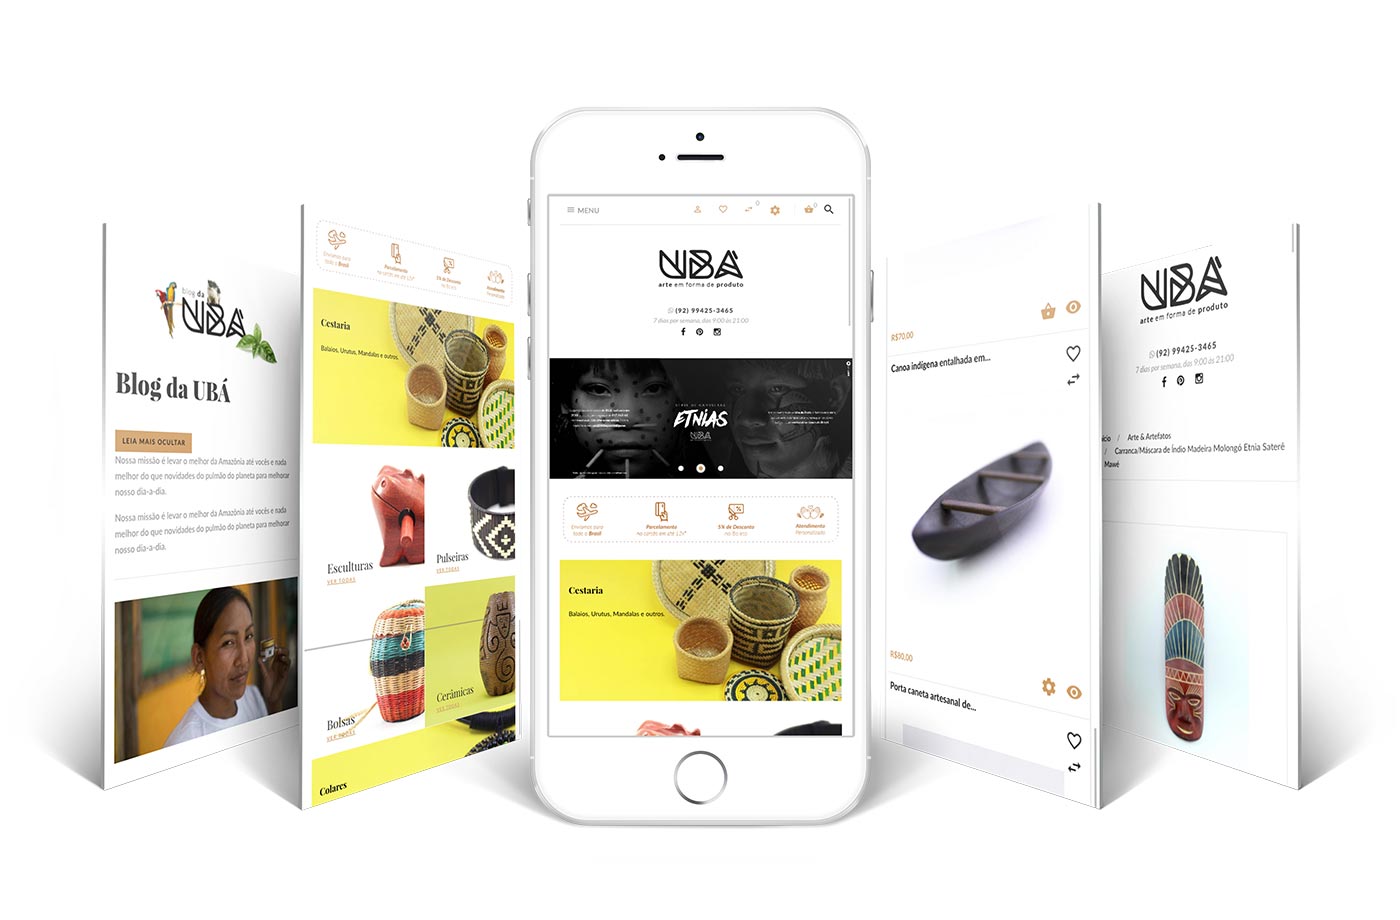 blog da
UBÁ
Blog da UBÁ
LEIA MAIS OCULTAR
Nossa missão é levar o melhor da Amazônia até vocês e nada
melhor do que novidades do pulmão do planeta para melhorar
nosso dia-a-dia.
Nossa missão é levar o melhor da Amazônia até vocês e nada
melhor do que novidades do pulmão do planeta para melhorar
nosso dia-a-dia.
Enviamos para
todo o Brasil
Parcelamento
no cartão em até 12x*
5% de Desconto
no Boleto
Atendimento
Personalizado
Cestaria
Balaios, Urutus, Mandalas e outros.
Esculturas
VER TODAS
Pulseiras
VER TODAS
Bolsas
VER TODAS
Cerâmicas
VER TODAS
Colares
MENU
0
0
UBÁ
arte em forma de produto
(92) 99425-3465
7 dias por semana, das 9:00 às 21:00
ETNIAS
UBÁ
Enviamos para
todo o Brasil
Parcelamento
no cartão em até 12x*
5% de Desconto
no Boleto
Atendimento
Personalizado
Cestaria
Balaios, Urutus, Mandalas e outros.
R$70,00
Canoa indígena entalhada em...
R$80,00
Porta caneta artesanal de...
UBÁ
arte em forma de produto
(92) 99425-3465
7 dias por semana, das 9:00 às 21:00
/ Arte & Artefatos
/ Carranca/Máscara de Índio Madeira Molongó Etnia Sateré
Mawé